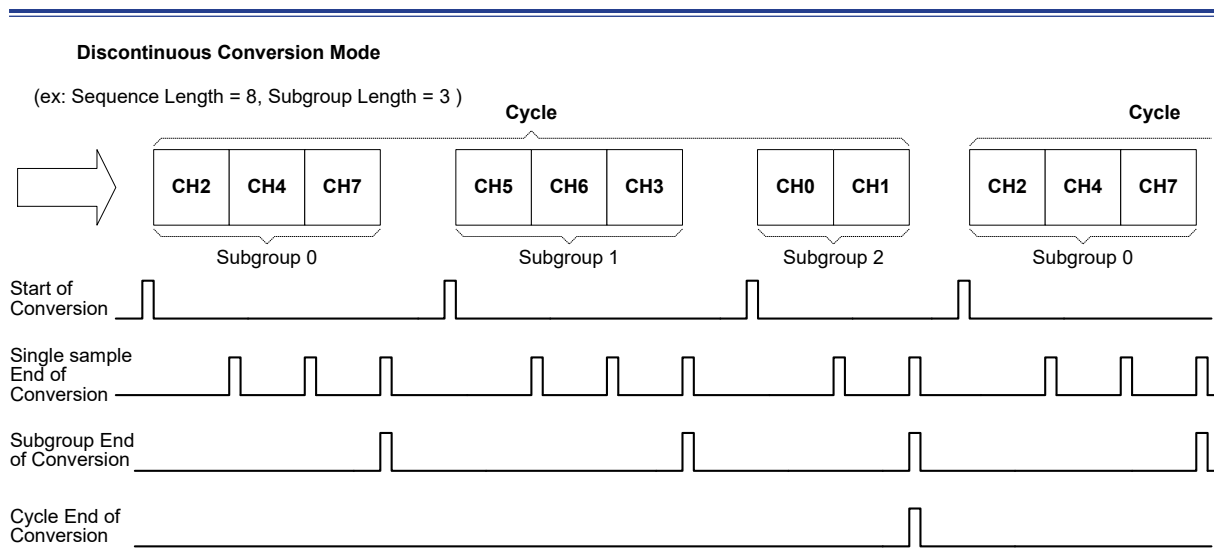 Discontinuous Conversion Mode
(ex: Sequence Length = 8, Subgroup Length = 3 )
Cycle
Cycle
CH2 CH4 CH7 CH5 CH6 CH3 CH0 CH1 CH2 CH4 CH7
Subgroup 0 Subgroup 1 Subgroup 2 Subgroup 0
Start of
Conversion
Single sample
End of
Conversion
Subgroup End
of Conversion
Cycle End of
Conversion